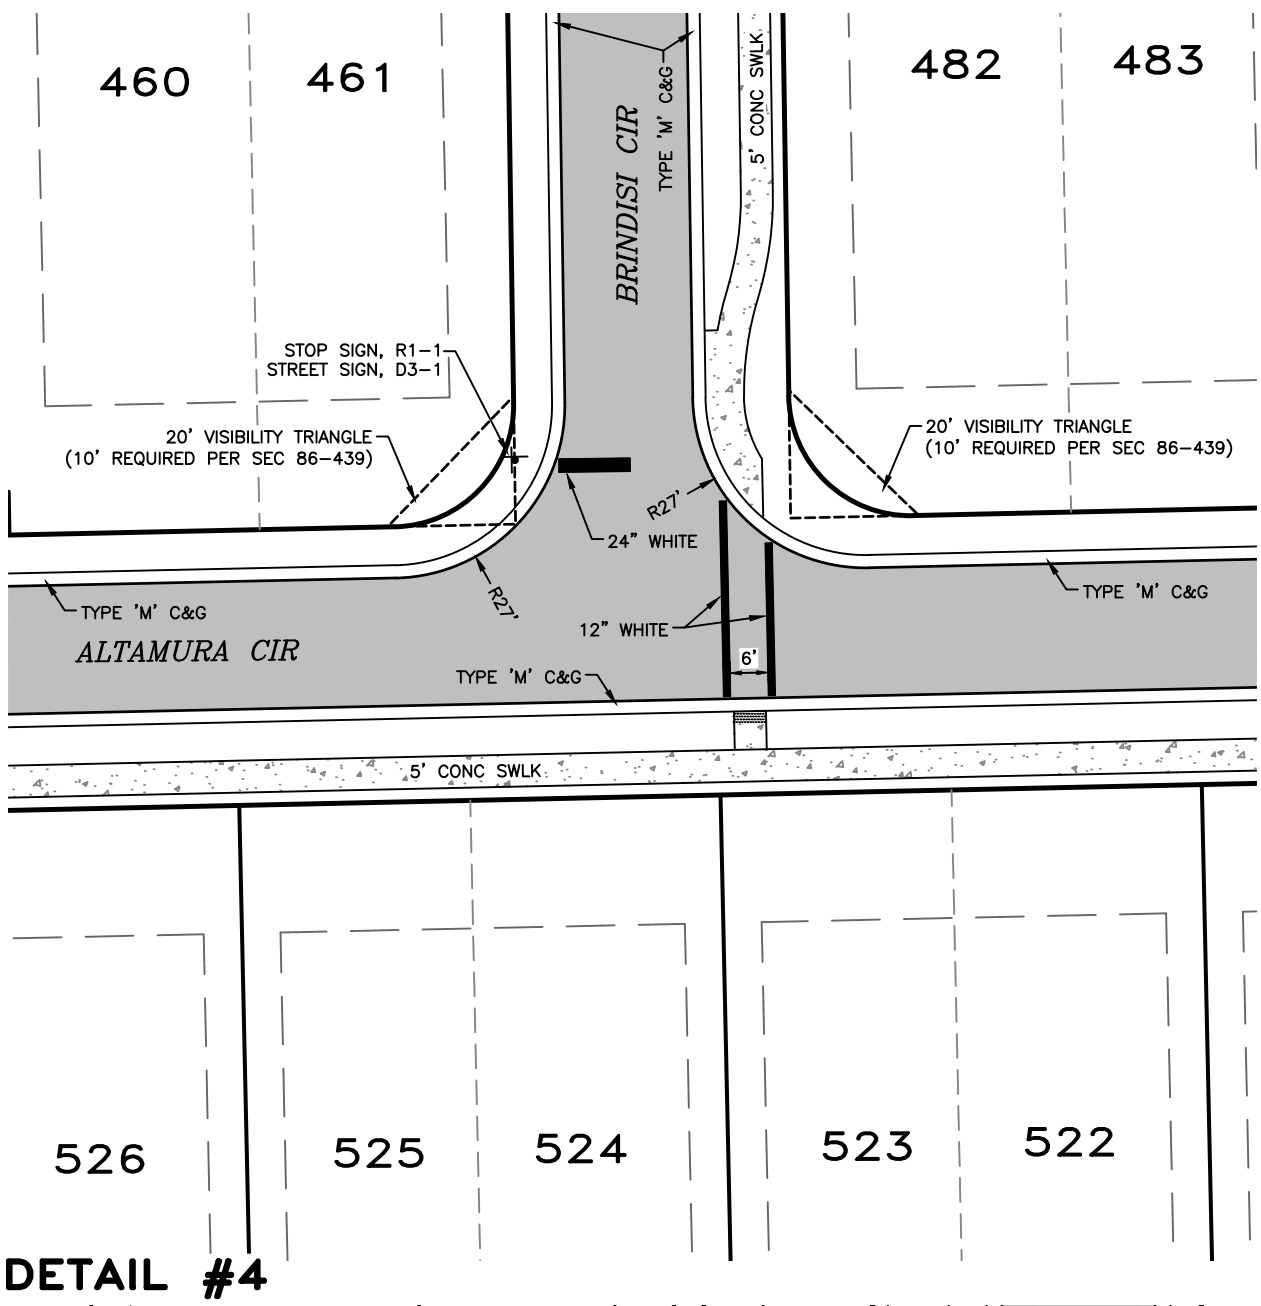 460
461
482
483
TYPE 'M' C&G
5' CONC SWLK
BRINDISI CIR
STOP SIGN, R1-1
STREET SIGN, D3-1
20' VISIBILITY TRIANGLE
(10' REQUIRED PER SEC 86-439)
20' VISIBILITY TRIANGLE
(10' REQUIRED PER SEC 86-439)
R27'
24" WHITE
R27'
TYPE 'M' C&G
TYPE 'M' C&G
12" WHITE
ALTAMURA CIR
6'
TYPE 'M' C&G
5' CONC SWLK
526
525
524
523
522
DETAIL #4